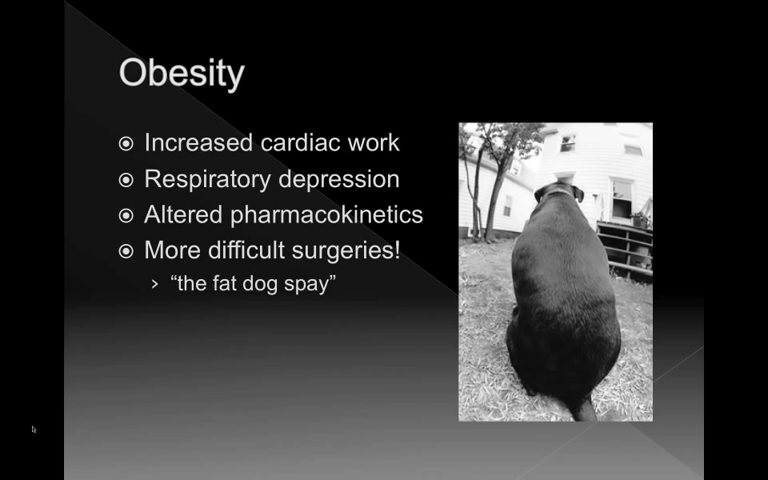 Obesity
Increased cardiac work
Respiratory depression
Altered pharmacokinetics
More difficult surgeries!
“the fat dog spay”